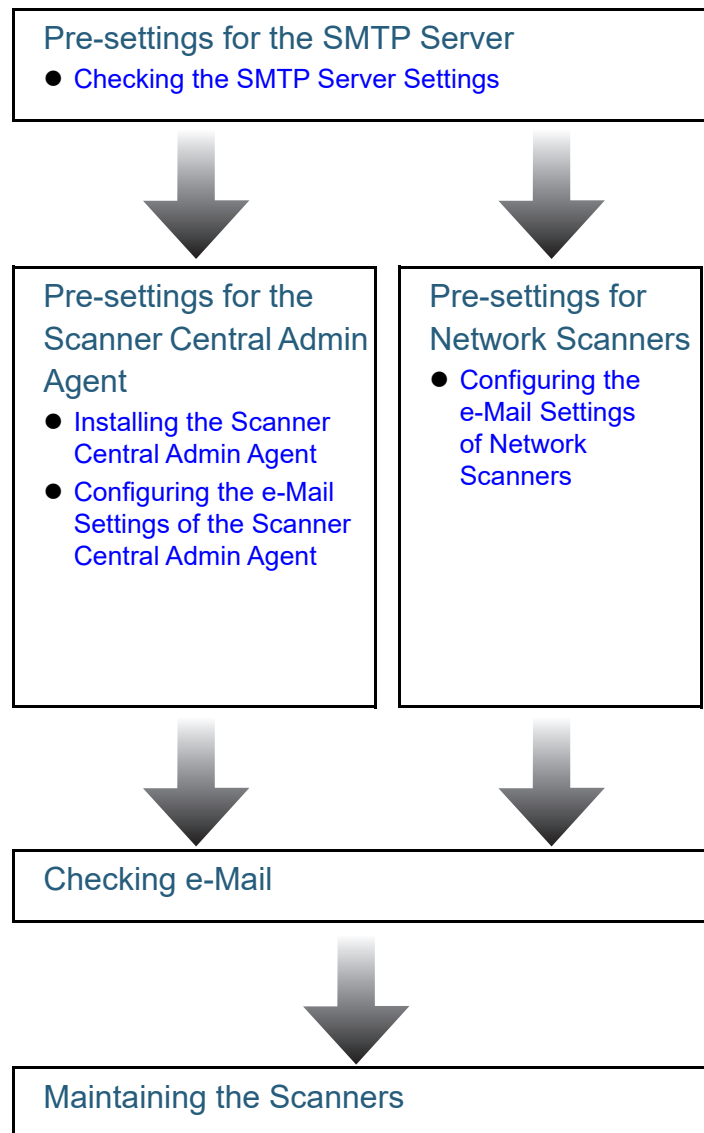 Pre-settings for the SMTP Server
● Checking the SMTP Server Settings
Pre-settings for the
Scanner Central Admin
Agent
● Installing the Scanner
Central Admin Agent
● Configuring the e-Mail
Settings of the Scanner
Central Admin Agent
Pre-settings for
Network Scanners
● Configuring the
e-Mail Settings
of Network
Scanners
Checking e-Mail
Maintaining the Scanners